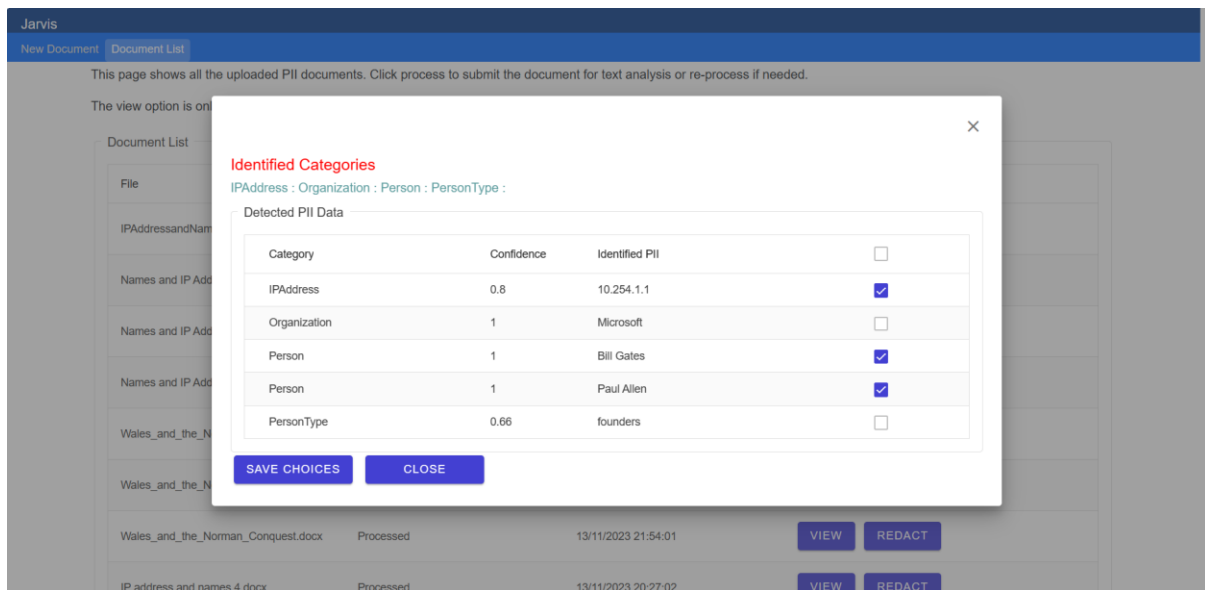 Jarvis
New Document Document List
This page shows all the uploaded PII documents. Click process to submit the document for text analysis or re-process if needed.
The view option is
Document List
File
Identified Categories
IPAddress : Organization : Person : PersonType :
Detected PII Data
Category Confidence Identified PII
IPAddress 0.8 10.254.1.1
Organization 1 Microsoft
Person 1 Bill Gates
Person 1 Paul Allen
PersonType 0.66 founders
SAVE CHOICES CLOSE
IPAddressandNam
Names and IP Add
Names and IP Add
Names and IP Add
Wales_and_the_N
Wales_and_the_N
Wales_and_the_Norman_Conquest.docx Processed 13/11/2023 21:54:01 VIEW REDACT
IP address and names 4.docx Processed 13/11/2023 20:27:02 VIEW REDACT